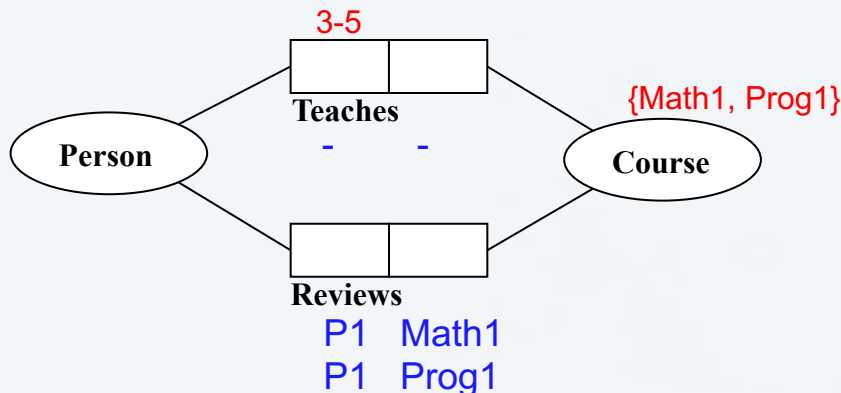 3-5
Teaches
{Math1, Prog1}
Person
- -
Course
Reviews
P1 Math1
P1 Prog1